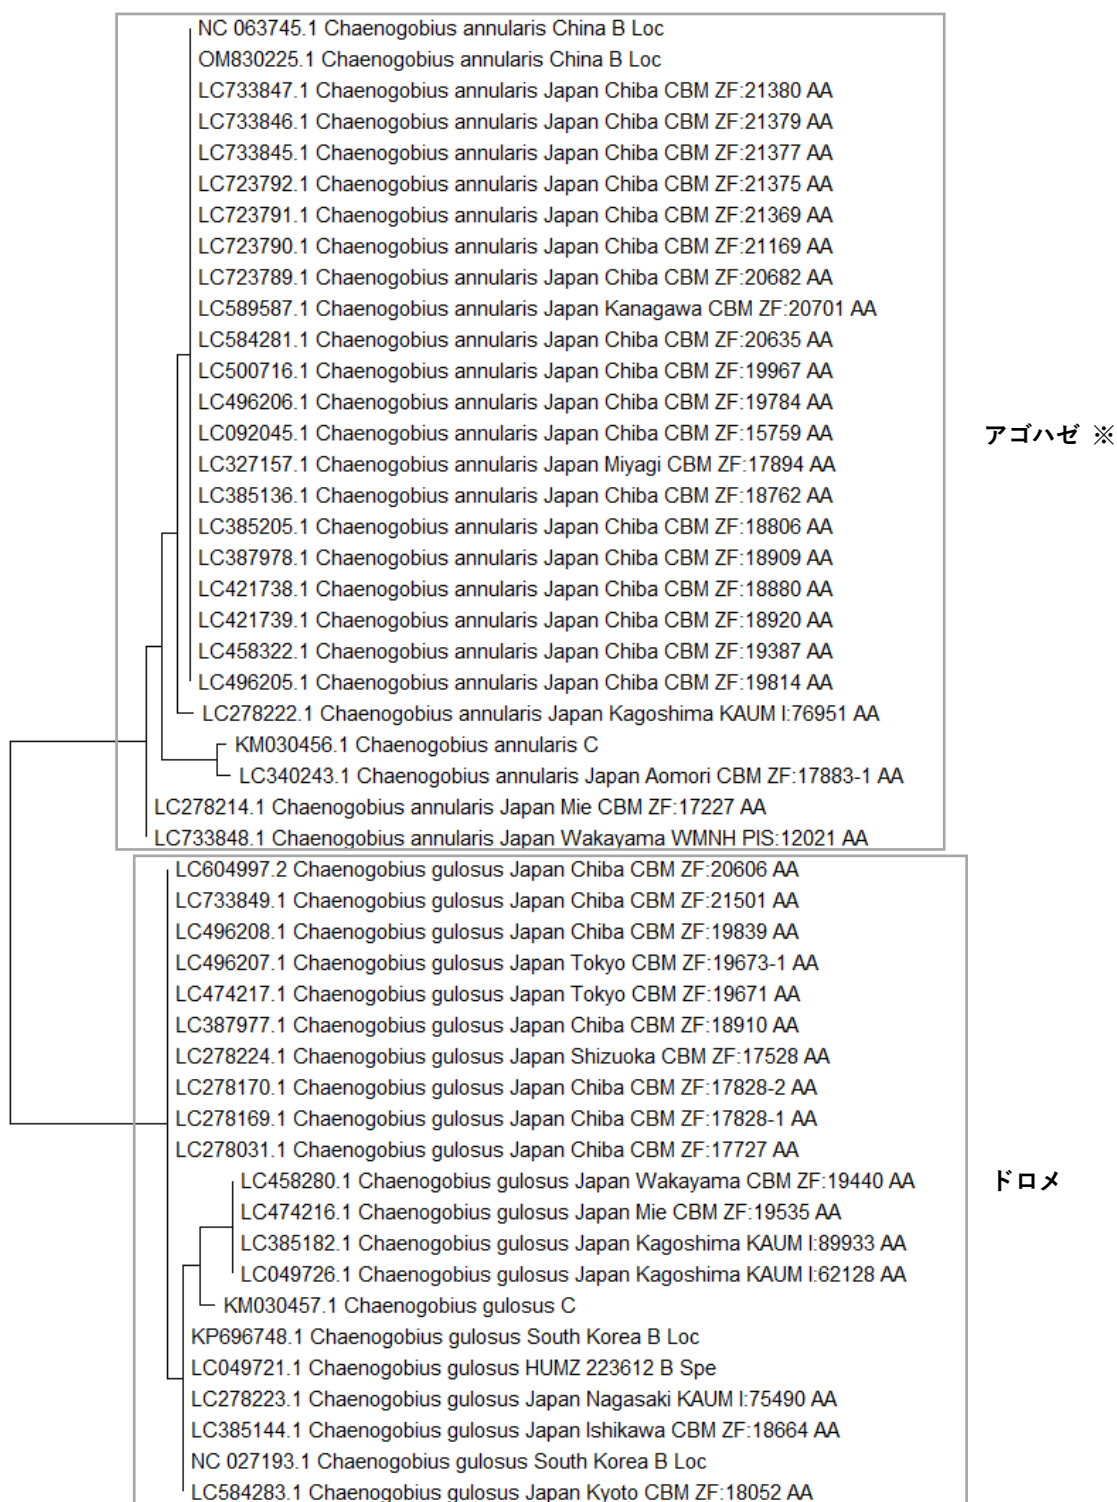 NC 063745.1 Chaenogobius annularis China B Loc
OM830225.1 Chaenogobius annularis China B Loc
LC733847.1 Chaenogobius annularis Japan Chiba CBM ZF:21380 AA
LC733846.1 Chaenogobius annularis Japan Chiba CBM ZF:21379 AA
LC733845.1 Chaenogobius annularis Japan Chiba CBM ZF:21377 AA
LC723792.1 Chaenogobius annularis Japan Chiba CBM ZF:21375 AA
LC723791.1 Chaenogobius annularis Japan Chiba CBM ZF:21369 AA
LC723790.1 Chaenogobius annularis Japan Chiba CBM ZF:21169 AA
LC723789.1 Chaenogobius annularis Japan Chiba CBM ZF:20682 AA
LC589587.1 Chaenogobius annularis Japan Kanagawa CBM ZF:20701 AA
LC584281.1 Chaenogobius annularis Japan Chiba CBM ZF:20635 AA
LC500716.1 Chaenogobius annularis Japan Chiba CBM ZF:19967 AA
LC496206.1 Chaenogobius annularis Japan Chiba CBM ZF:19784 AA
LC092045.1 Chaenogobius annularis Japan Chiba CBM ZF:15759 AA
アゴハゼ ※
LC327157.1 Chaenogobius annularis Japan Miyagi CBM ZF:17894 AA
LC385136.1 Chaenogobius annularis Japan Chiba CBM ZF:18762 AA
LC385205.1 Chaenogobius annularis Japan Chiba CBM ZF:18806 AA
LC387978.1 Chaenogobius annularis Japan Chiba CBM ZF:18909 AA
LC421738.1 Chaenogobius annularis Japan Chiba CBM ZF:18880 AA
LC421739.1 Chaenogobius annularis Japan Chiba CBM ZF:18920 AA
LC458322.1 Chaenogobius annularis Japan Chiba CBM ZF:19387 AA
LC496205.1 Chaenogobius annularis Japan Chiba CBM ZF:19814 AA
LC278222.1 Chaenogobius annularis Japan Kagoshima KAUM I:76951 AA
KM030456.1 Chaenogobius annularis C
LC340243.1 Chaenogobius annularis Japan Aomori CBM ZF:17883-1 AA
LC278214.1 Chaenogobius annularis Japan Mie CBM ZF:17227 AA
LC733848.1 Chaenogobius annularis Japan Wakayama WMNH PIS:12021 AA
LC604997.2 Chaenogobius gulosus Japan Chiba CBM ZF:20606 AA
LC733849.1 Chaenogobius gulosus Japan Chiba CBM ZF:21501 AA
LC496208.1 Chaenogobius gulosus Japan Chiba CBM ZF:19839 AA
LC496207.1 Chaenogobius gulosus Japan Tokyo CBM ZF:19673-1 AA
LC474217.1 Chaenogobius gulosus Japan Tokyo CBM ZF:19671 AA
LC387977.1 Chaenogobius gulosus Japan Chiba CBM ZF:18910 AA
LC278224.1 Chaenogobius gulosus Japan Shizuoka CBM ZF:17528 AA
LC278170.1 Chaenogobius gulosus Japan Chiba CBM ZF:17828-2 AA
LC278169.1 Chaenogobius gulosus Japan Chiba CBM ZF:17828-1 AA
LC278031.1 Chaenogobius gulosus Japan Chiba CBM ZF:17727 AA
LC458280.1 Chaenogobius gulosus Japan Wakayama CBM ZF:19440 AA
ドロメ
LC474216.1 Chaenogobius gulosus Japan Mie CBM ZF:19535 AA
LC385182.1 Chaenogobius gulosus Japan Kagoshima KAUM I:89933 AA
LC049726.1 Chaenogobius gulosus Japan Kagoshima KAUM I:62128 AA
KM030457.1 Chaenogobius gulosus C
KP696748.1 Chaenogobius gulosus South Korea B Loc
LC049721.1 Chaenogobius gulosus HUMZ 223612 B Spe
LC278223.1 Chaenogobius gulosus Japan Nagasaki KAUM I:75490 AA
LC385144.1 Chaenogobius gulosus Japan Ishikawa CBM ZF:18664 AA
NC 027193.1 Chaenogobius gulosus South Korea B Loc
LC584283.1 Chaenogobius gulosus Japan Kyoto CBM ZF:18052 AA